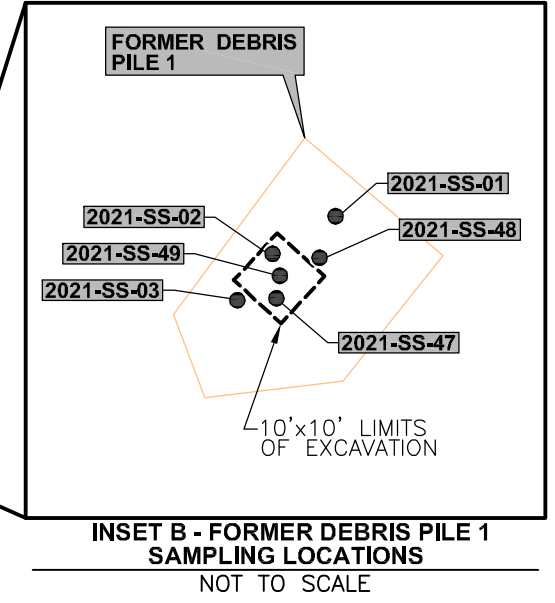 FORMER DEBRIS
PILE 1
2021-SS-01
2021-SS-02
2021-SS-48
2021-SS-49
2021-SS-03
2021-SS-47
10'x10' LIMITS
OF EXCAVATION
INSET B - FORMER DEBRIS PILE 1
SAMPLING LOCATIONS
NOT TO SCALE